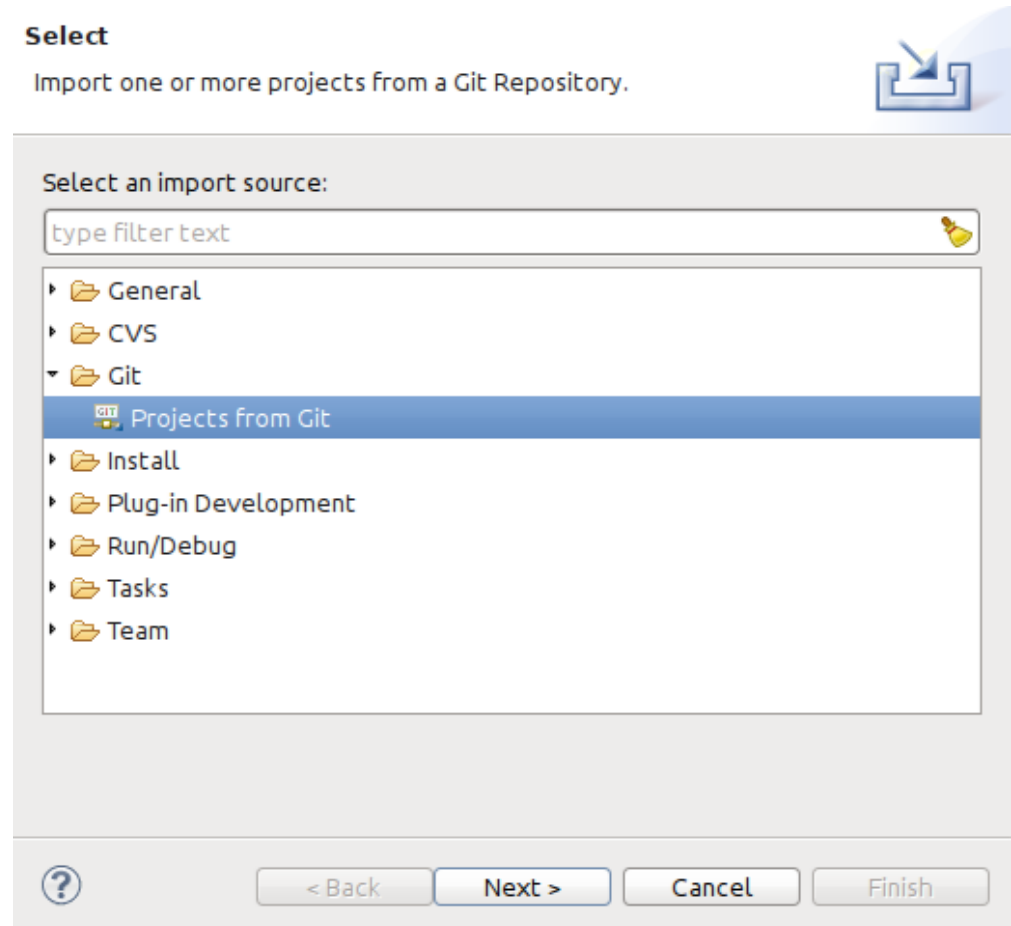 Select
Import one or more projects from a Git Repository.
Select an import source:
type filter text
General
CVS
Git
GIT Projects from Git
Install
Plug-in Development
Run/Debug
Tasks
Team
? < Back Next > Cancel Finish